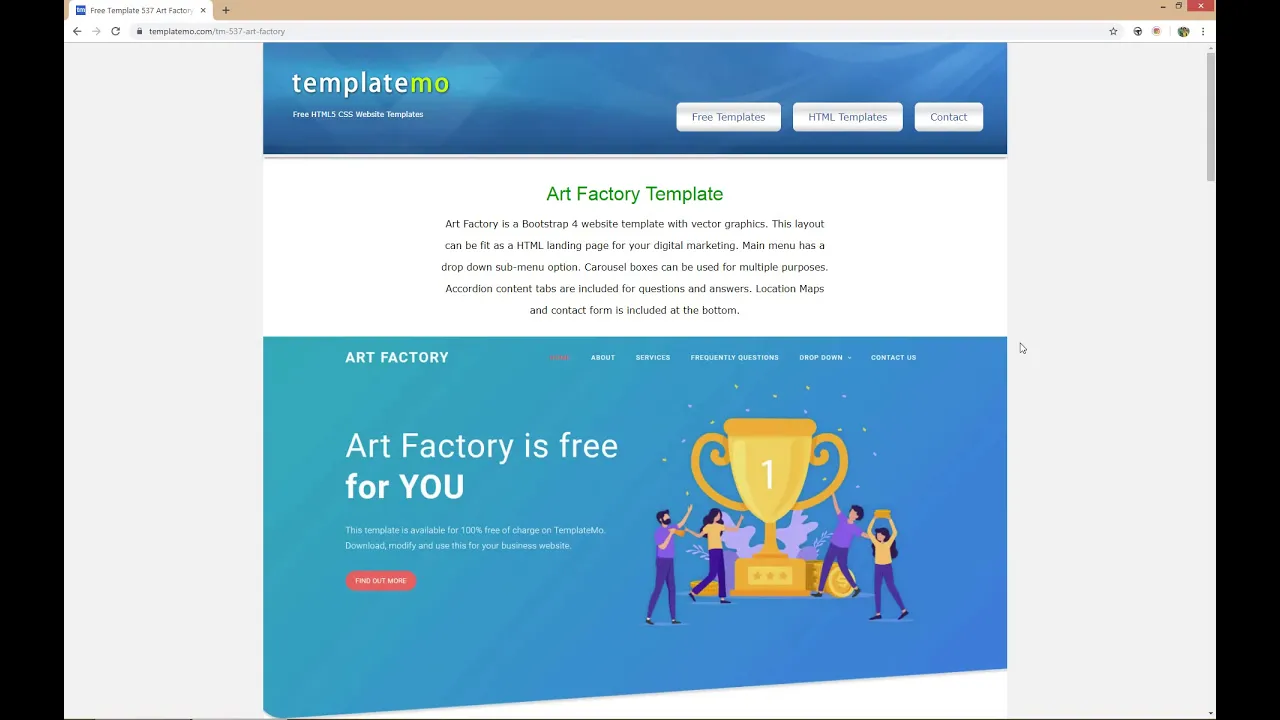 Free Template 537 Art Factory
templatemo.com/tm-537-art-factory
templatemo
Free HTML5 CSS Website Templates
Free Templates
HTML Templates
Contact
Art Factory Template
Art Factory is a Bootstrap 4 website template with vector graphics. This layout
can be fit as a HTML landing page for your digital marketing. Main menu has a
drop down sub-menu option. Carousel boxes can be used for multiple purposes.
Accordion content tabs are included for questions and answers. Location Maps
and contact form is included at the bottom.
ART FACTORY
HOME
ABOUT
SERVICES
FREQUENTLY QUESTIONS
DROP DOWN
CONTACT US
Art Factory is free
for YOU
This template is available for 100% free of charge on TemplateMo.
Download, modify and use this for your business website.
FIND OUT MORE
1